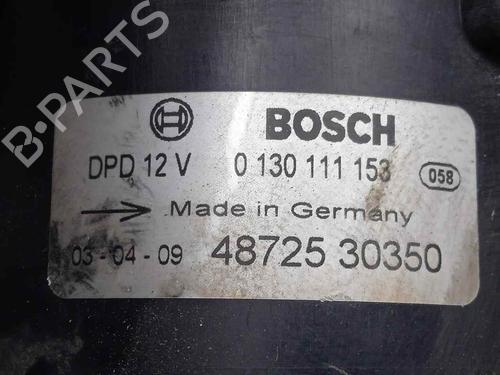 B-PARTS
BOSCH
DPD 12 V 0 130 111 153 058
Made in Germany
03-04-09 48725 30350